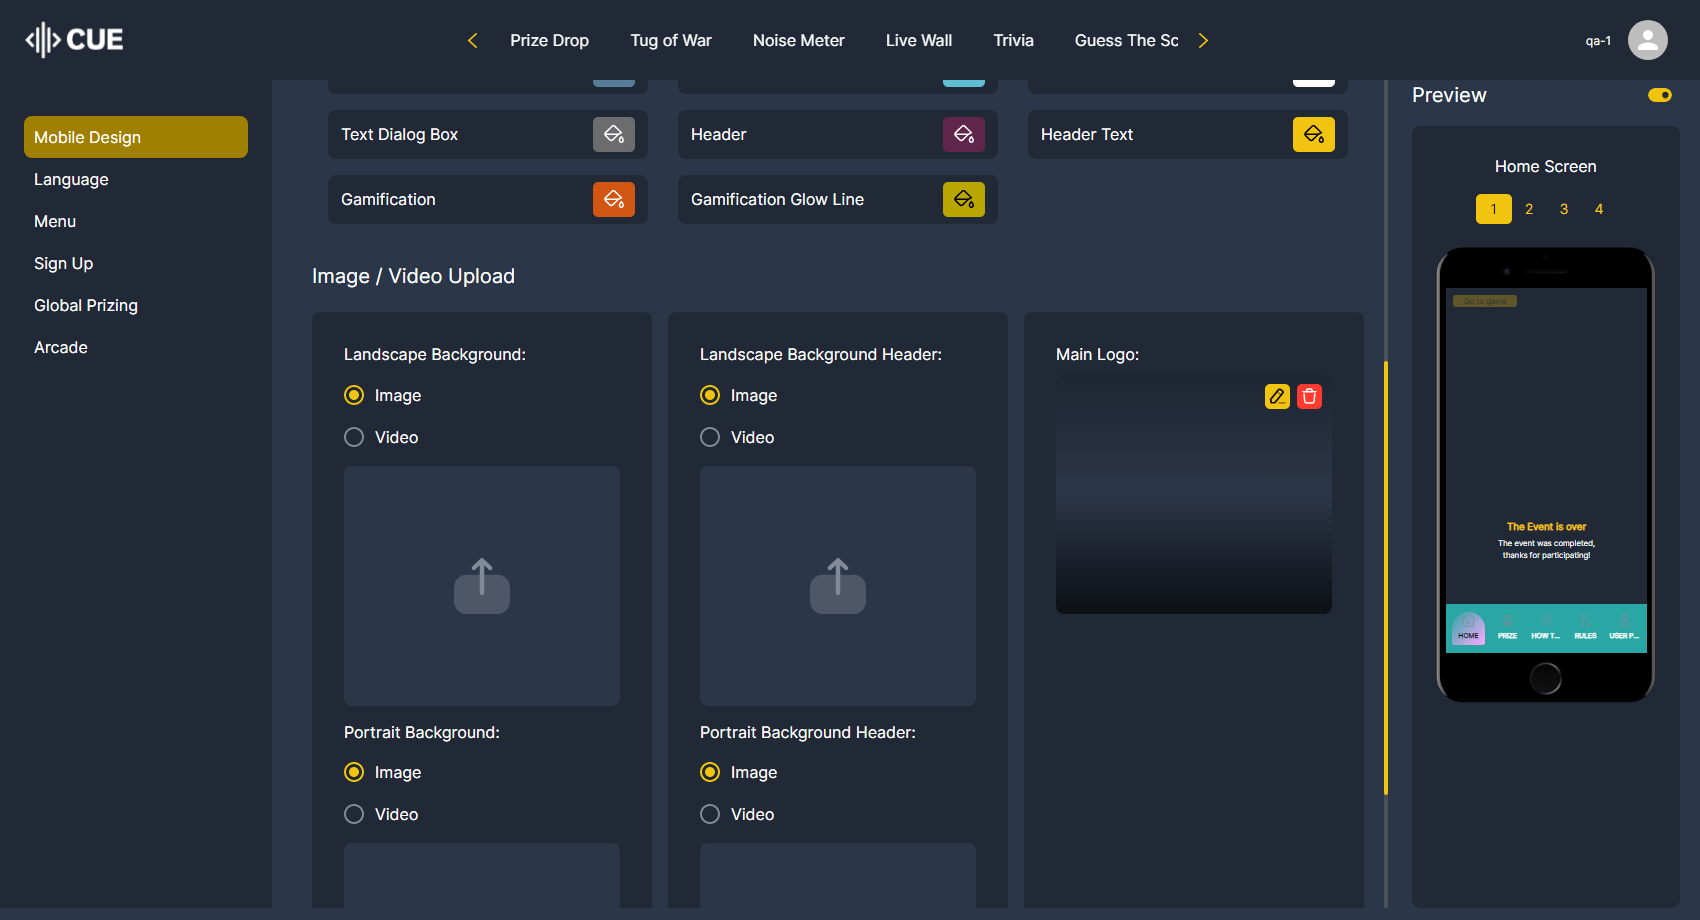 CUE
Prize Drop
Tug of War
Noise Meter
Live Wall
Trivia
Guess The Sc
qa-1
Mobile Design
Language
Menu
Sign Up
Global Prizing
Arcade
Text Dialog Box
Header
Header Text
Gamification
Gamification Glow Line
Image / Video Upload
Landscape Background:
Image
Video
Landscape Background Header:
Image
Video
Main Logo:
Portrait Background:
Image
Video
Portrait Background Header:
Image
Video
Preview
Home Screen
1 2 3 4
Go to game
The Event is over
The event was completed,
thanks for participating!
HOME PRIZE HOW T... RULES USER P...